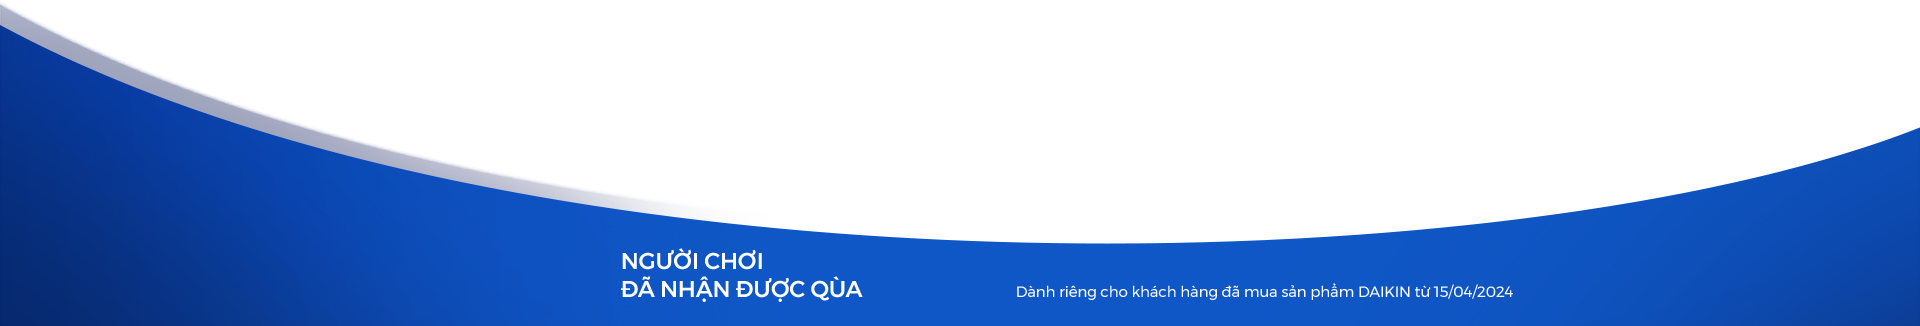 NGƯỜI CHƠI
ĐÃ NHẬN ĐƯỢC QÙA
Dành riêng cho khách hàng đã mua sản phẩm DAIKIN từ 15/04/2024